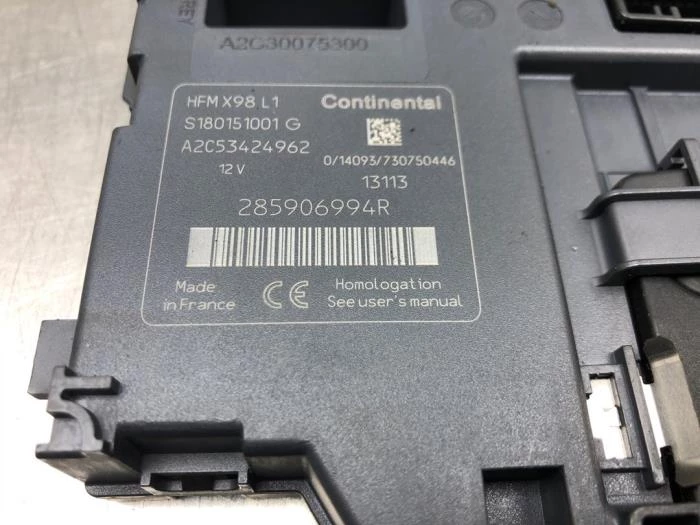 REY
A2C30075300
HFM X98 L1
Continental
S180151001 G
A2C53424962
12 V
0/14093/730750446
13113
285906994R
Made
in France
CE
Homologation
See user's manual